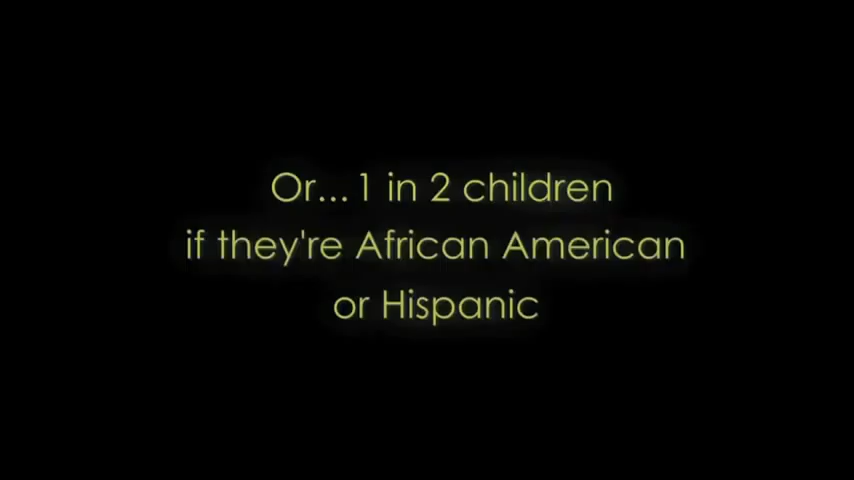 Or... 1 in 2 children
if they're African American
or Hispanic